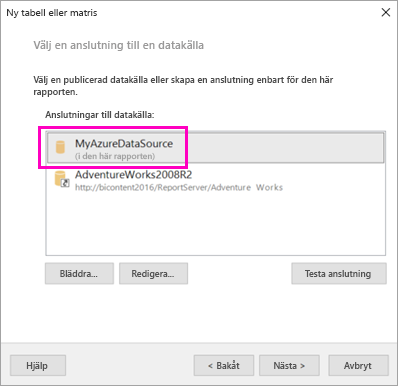 Ny tabell eller matris
Välj en anslutning till en datakälla
Välj en publicerad datakälla eller skapa en anslutning enbart för den här
rapporten.
Anslutningar till datakälla:
MyAzureDataSource
(i den här rapporten)
AdventureWorks2008R2
http://bicontent2016/ReportServer/Adventure Works
Bläddra...
Redigera...
Testa anslutning
Hjälp
< Bakåt
Nästa >
Avbryt